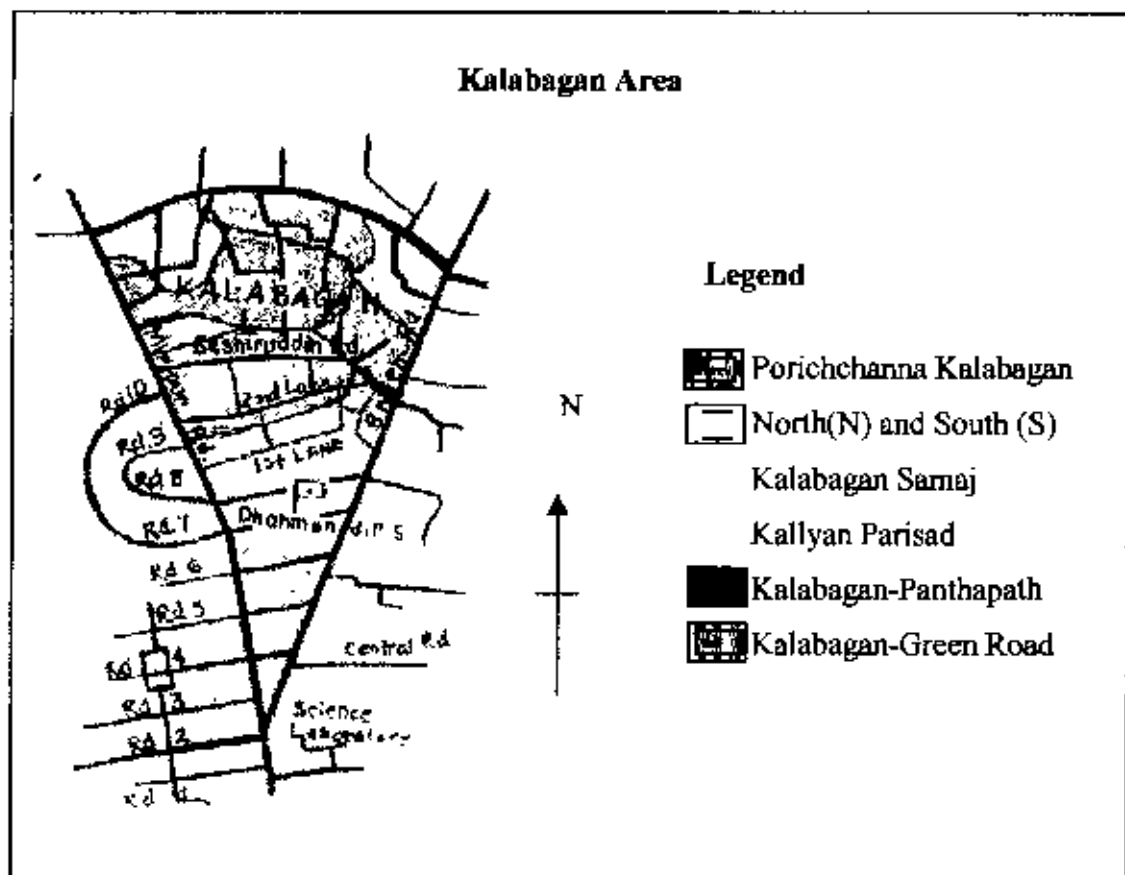 Kalabagan Area
KALABAGAN
Bashiruddin Rd
2nd Lane
1st LANE
Rd.10
Rd.9
Rd.8
Rd.7
Rd 6
Rd 5
Rd 4
Rd 3
Rd 2
Rd 1
Central Rd
Science
Laboratory
N
Legend
Porichchanna Kalabagan
North(N) and South (S)
Kalabagan Samaj
Kallyan Parisad
Kalabagan-Panthapath
Kalabagan-Green Road